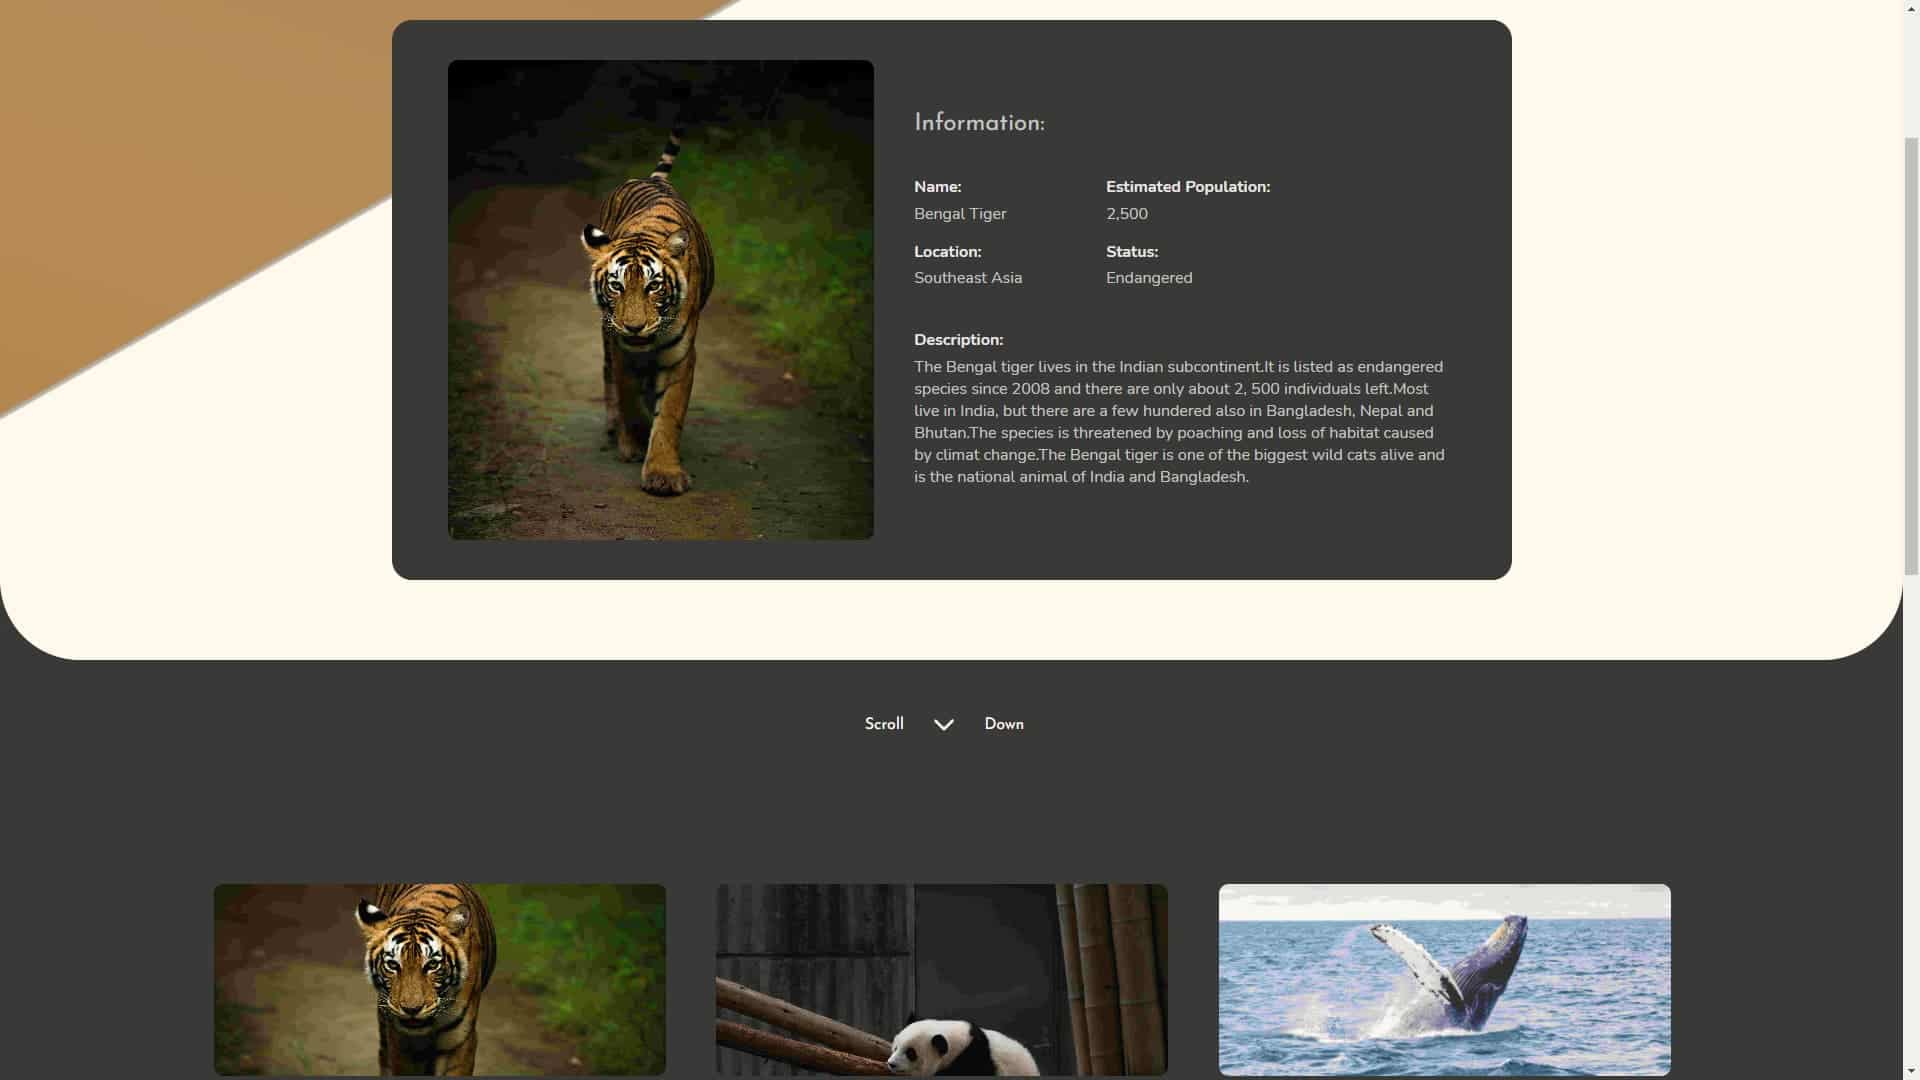 Information:
Name:
Bengal Tiger
Estimated Population:
2,500
Location:
Southeast Asia
Status:
Endangered
Description:
The Bengal tiger lives in the Indian subcontinent.It is listed as endangered
species since 2008 and there are only about 2, 500 individuals left.Most
live in India, but there are a few hundered also in Bangladesh, Nepal and
Bhutan.The species is threatened by poaching and loss of habitat caused
by climat change.The Bengal tiger is one of the biggest wild cats alive and
is the national animal of India and Bangladesh.
Scroll Down